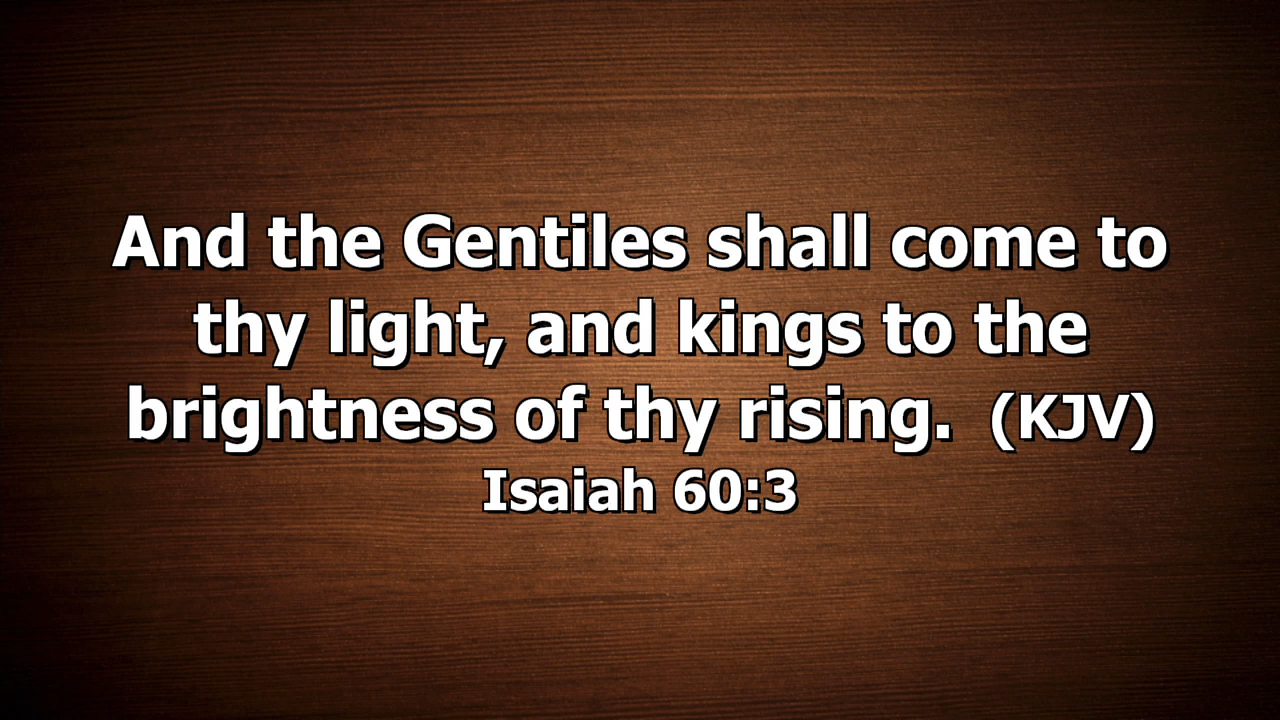 And the Gentiles shall come to
thy light, and kings to the
brightness of thy rising.  (KJV)
Isaiah 60:3